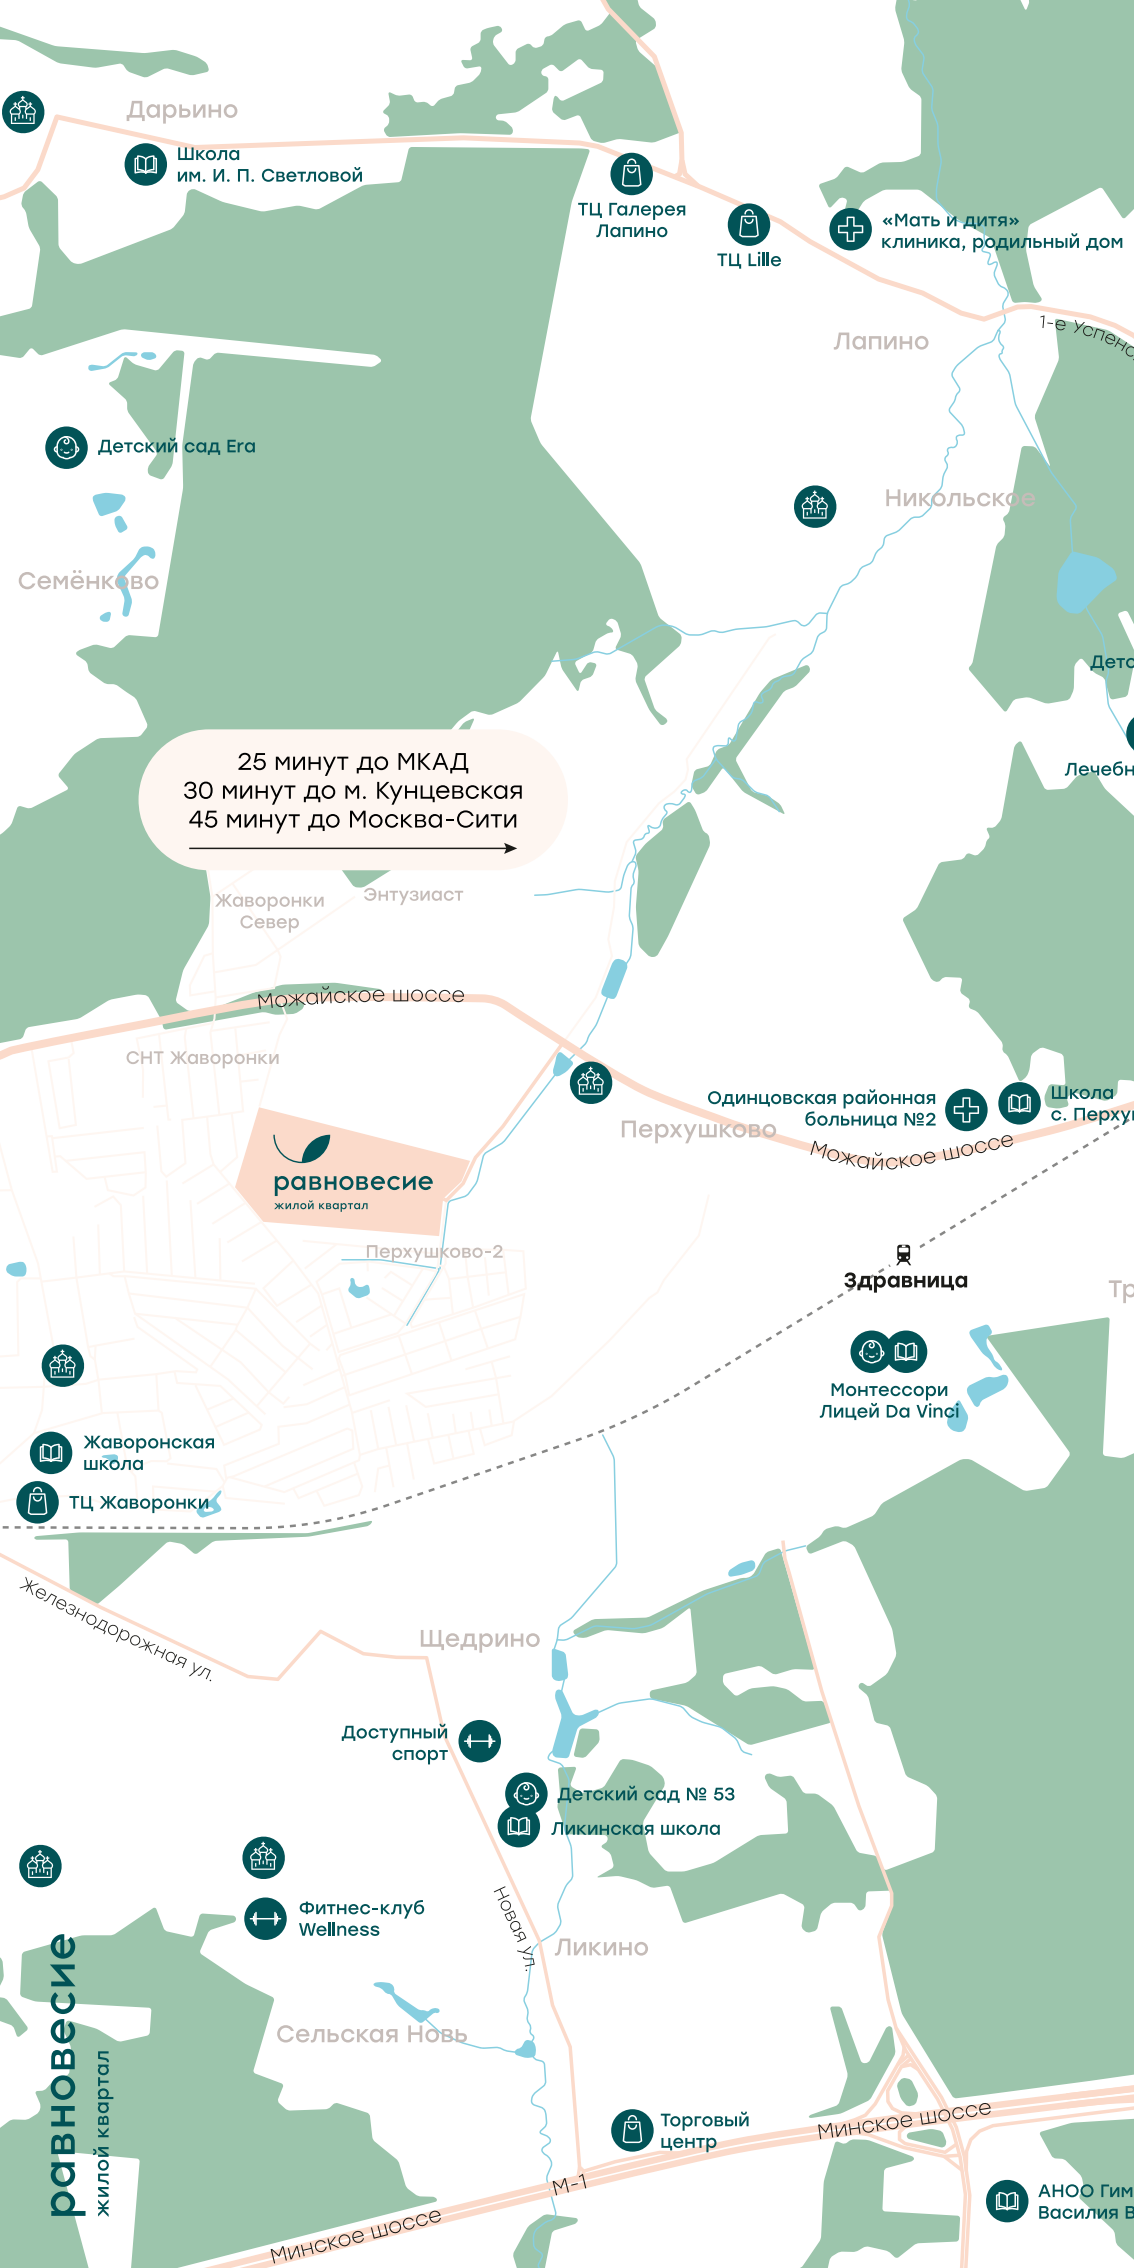 Дарьино
Школа
им. И. П. Светловой
ТЦ Галерея
Лапино
ТЦ Lille
«Мать и дитя»
клиника, родильный дом
1-е
Лапино
Детский сад Era
Никольское
Семёнково
25 минут до МКАД
30 минут до м. Кунцевская
45 минут до Москва-Сити
Жаворонки
Север
Энтузиаст
Можайское шоссе
СНТ Жаворонки
Одинцовская районная
больница №2
Школа
с.
Перхушково
Можайское шоссе
равновесие
жилой квартал
Перхушково-2
Здравница
Монтессори
Лицей Da Vinci
Жаворонская
школа
ТЦ Жаворонки
Железнодорожная ул.
Щедрино
Доступный
спорт
Детский сад № 53
Ликинская школа
Фитнес-клуб
Wellness
Новая ул.
Ликино
Сельская Новь
равновесие
жилой квартал
Торговый
центр
Минское шоссе
М-1
Минское шоссе
АНОО
Василия